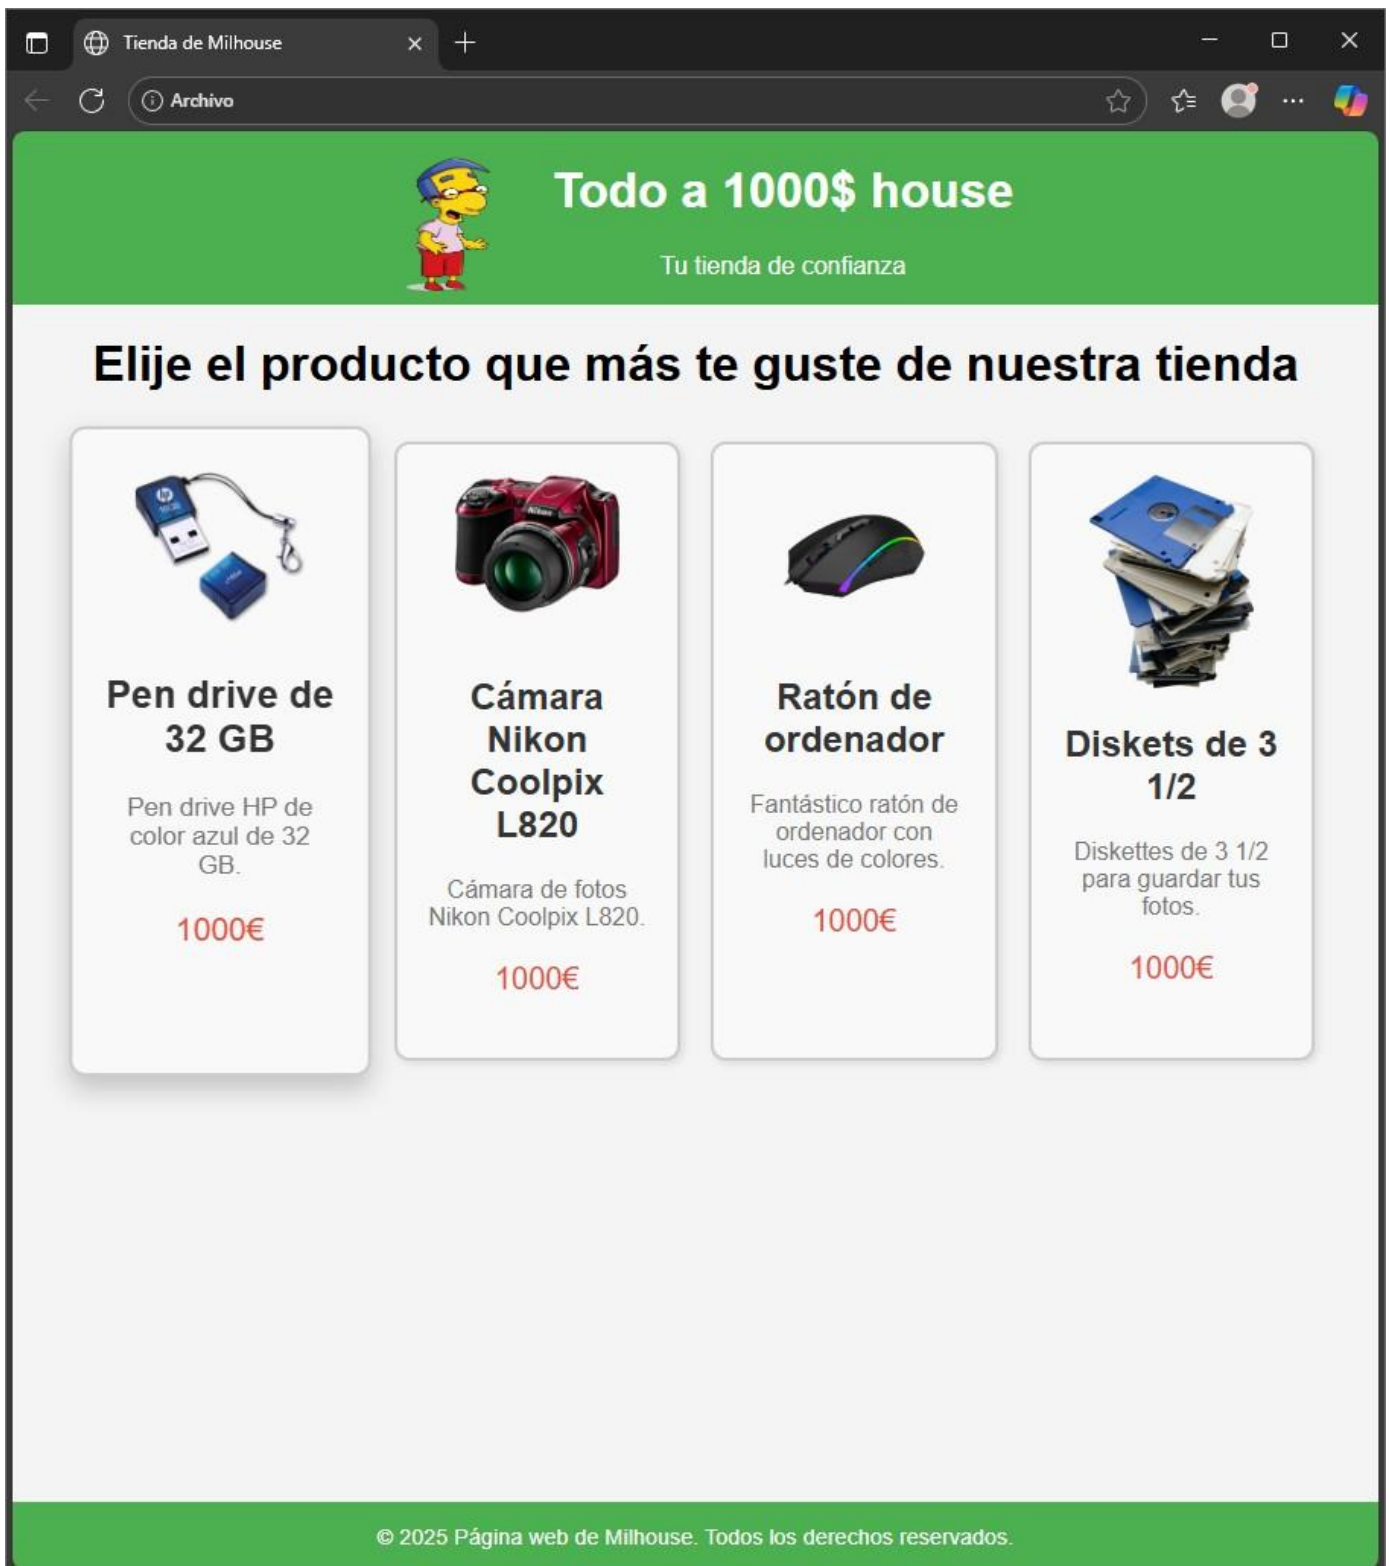 Tienda de Milhouse
Archivo
Todo a 1000$ house
Tu tienda de confianza
Elije el producto que más te guste de nuestra tienda
hp
Pen drive de
32 GB
Pen drive HP de
color azul de 32
GB.
1000€
Nikon
Cámara
Nikon
Coolpix
L820
Cámara de fotos
Nikon Coolpix L820.
1000€
Ratón de
ordenador
Fantástico ratón de
ordenador con
luces de colores.
1000€
Diskets de 3
1/2
Diskettes de 3 1/2
para guardar tus
fotos.
1000€
© 2025 Página web de Milhouse. Todos los derechos reservados.